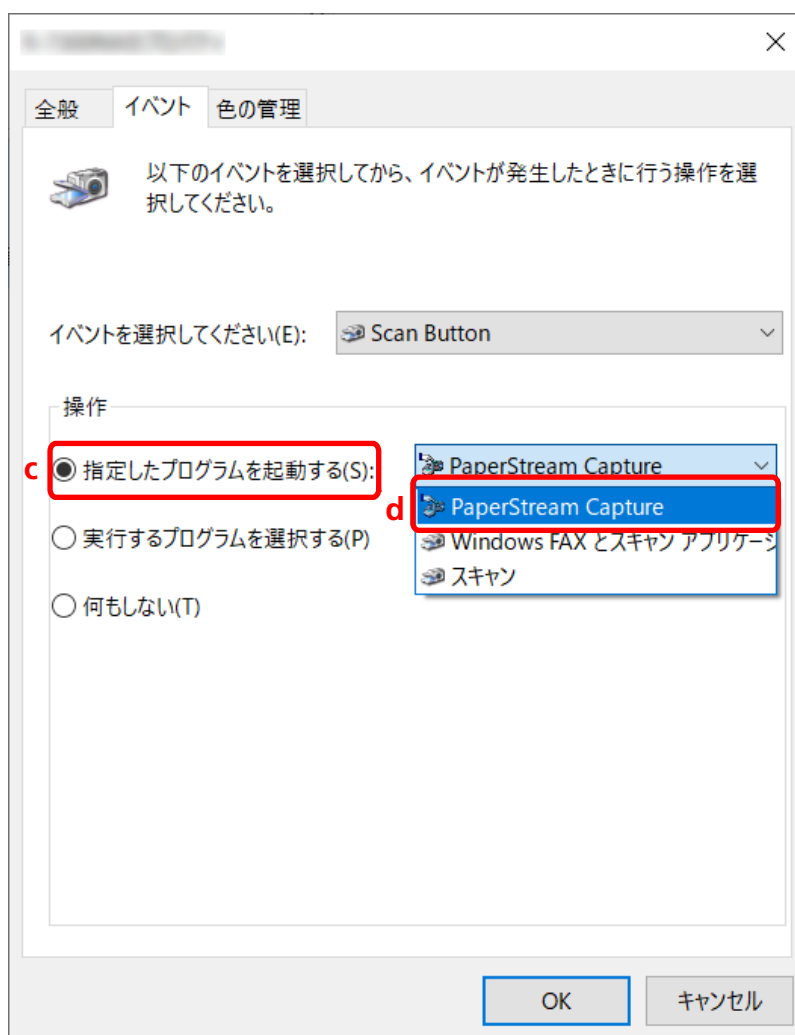 全般 イベント 色の管理
以下のイベントを選択してから、イベントが発生したときに行う操作を選
択してください。
イベントを選択してください(E): Scan Button
操作
c 指定したプログラムを起動する(S): PaperStream Capture
d PaperStream Capture
実行するプログラムを選択する(P) Windows FAX とスキャン アプリケーシ
スキャン
何もしない(T)
OK キャンセル